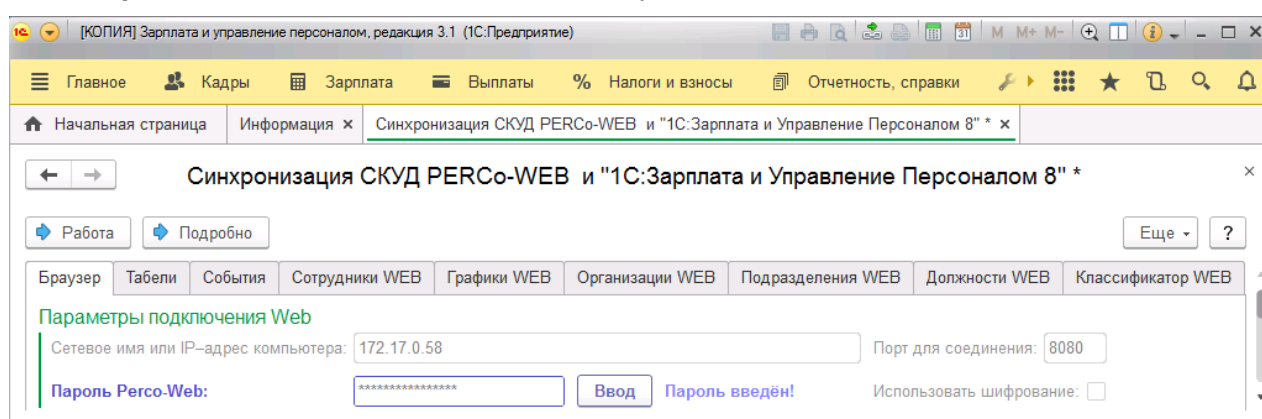 [КОПИЯ] Зарплата и управление персоналом, редакция 3.1 (1С:Предприятие) 31 M M+ M-
Главное Кадры Зарплата Выплаты % Налоги и взносы Отчетность, справки
Начальная страница Информация × Синхронизация СКУД PERCo-WEB и "1С:Зарплата и Управление Персоналом 8" * ×
Синхронизация СКУД PERCo-WEB и "1С:Зарплата и Управление Персоналом 8" *
Работа Подробно Еще ?
Браузер Табели События Сотрудники WEB Графики WEB Организации WEB Подразделения WEB Должности WEB Классификатор WEB
Параметры подключения Web
Сетевое имя или IP–адрес компьютера: 172.17.0.58 Порт для соединения: 8080
Пароль Perco-Web: **************** Ввод Пароль введён! Использовать шифрование: